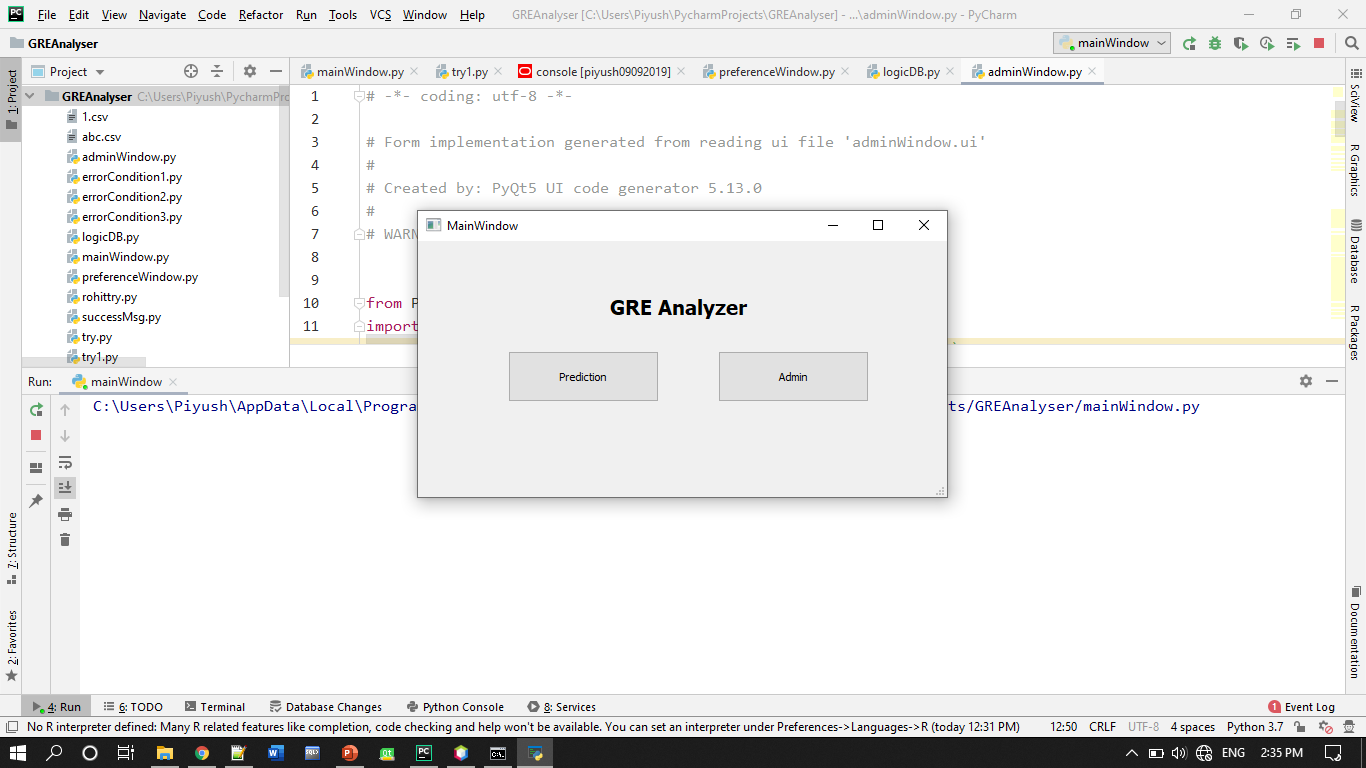 File Edit View Navigate Code Refactor Run Tools VCS Window Help GREAnalyser [C:\Users\Piyush\PycharmProjects\GREAnalyser] - ...\adminWindow.py - PyCharm
GREAnalyser mainWindow
1: Project
Project mainWindow.py try1.py console [piyush09092019] preferenceWindow.py logicDB.py adminWindow.py
GREAnalyser C:\Users\Piyush\PycharmPro
1.csv
abc.csv
adminWindow.py
errorCondition1.py
errorCondition2.py
errorCondition3.py
logicDB.py
mainWindow.py
preferenceWindow.py
rohittry.py
successMsg.py
try.py
try1.py
1 # -*- coding: utf-8 -*-
2
3 # Form implementation generated from reading ui file 'adminWindow.ui'
4 #
5 # Created by: PyQt5 UI code generator 5.13.0
6 #
7 # WARN
8
9
10 from P
11 import
SciView
R Graphics
Database
R Packages
Documentation
MainWindow
GRE Analyzer
Prediction Admin
Run: mainWindow
C:\Users\Piyush\AppData\Local\Progra ts/GREAnalyser/mainWindow.py
7: Structure
2: Favorites
4: Run 6: TODO Terminal Database Changes Python Console 8: Services 1 Event Log
No R interpreter defined: Many R related features like completion, code checking and help won't be available. You can set an interpreter under Preferences->Languages->R (today 12:31 PM) 12:50 CRLF UTF-8 4 spaces Python 3.7
ENG 2:35 PM